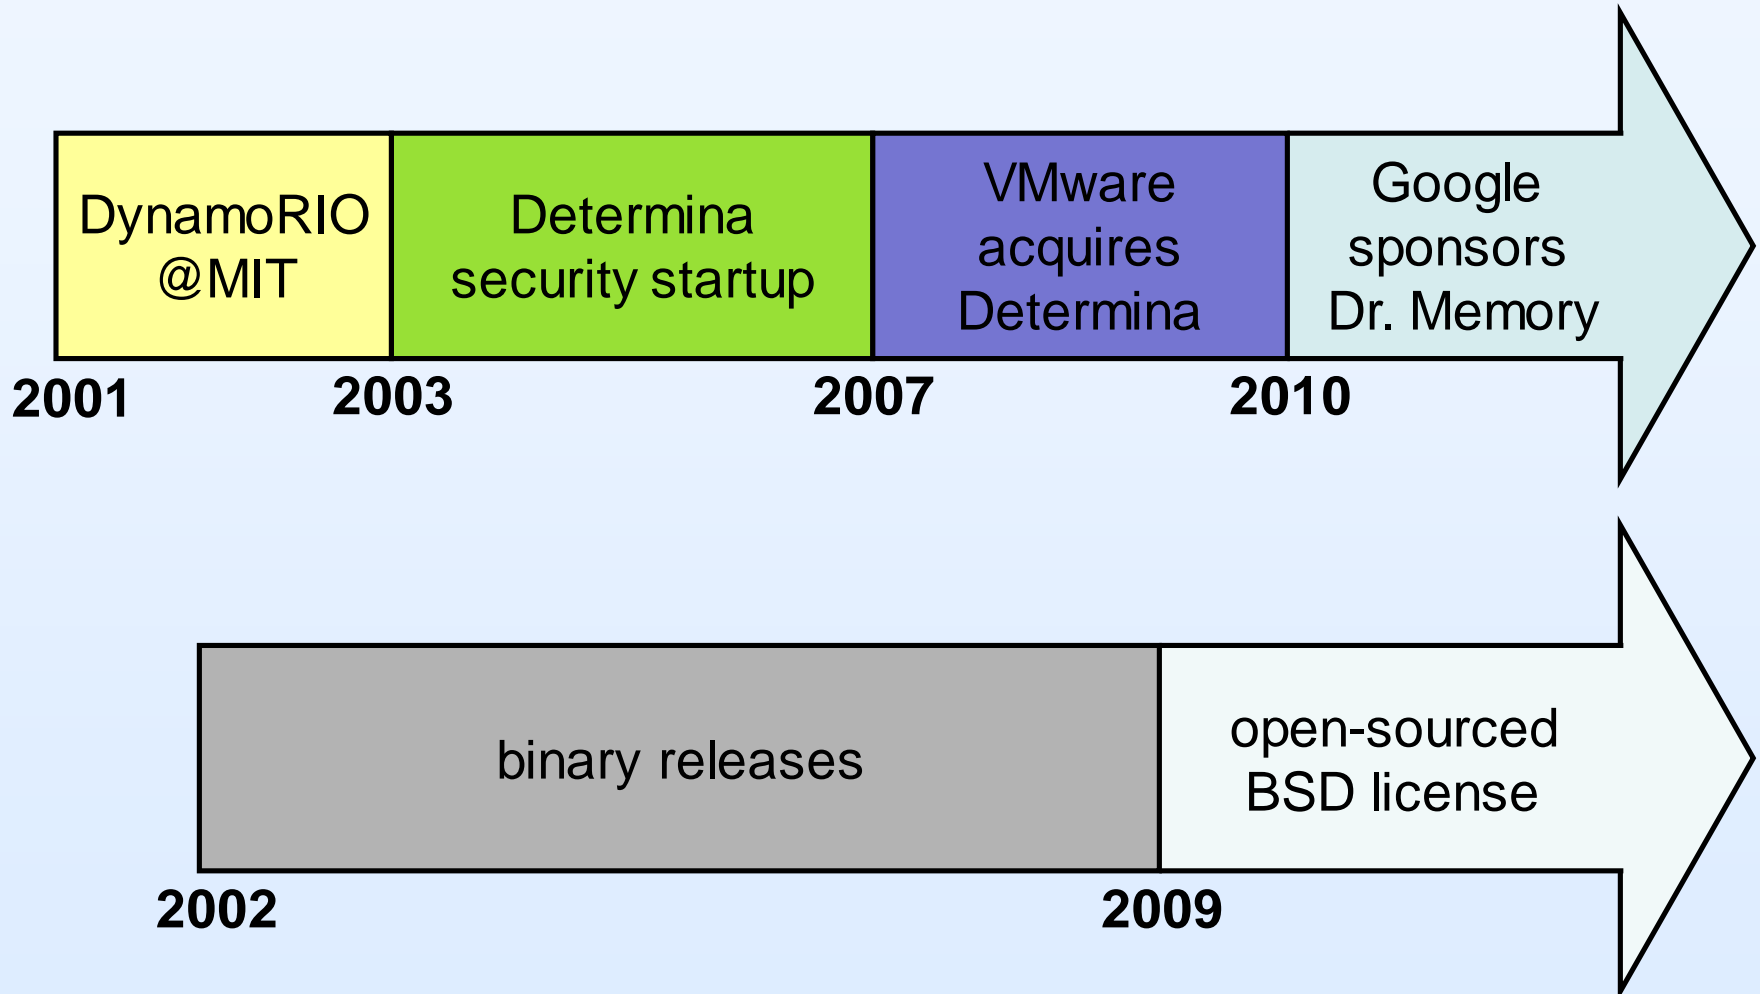 DynamoRIO
@MIT
Determina
security startup
VMware
acquires
Determina
Google
sponsors
Dr. Memory
2001
2003
2007
2010
binary releases
open-sourced
BSD license
2002
2009